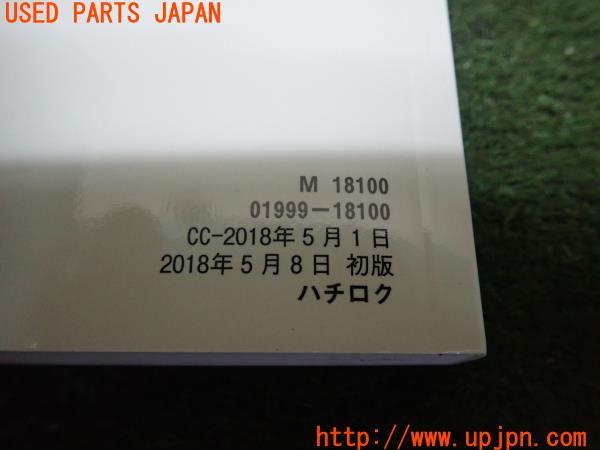 USED PARTS JAPAN
M 18100
01999-18100
CC-2018年5月1日
2018年5月8日 初版
ハチロク
http://www.upjpn.com/